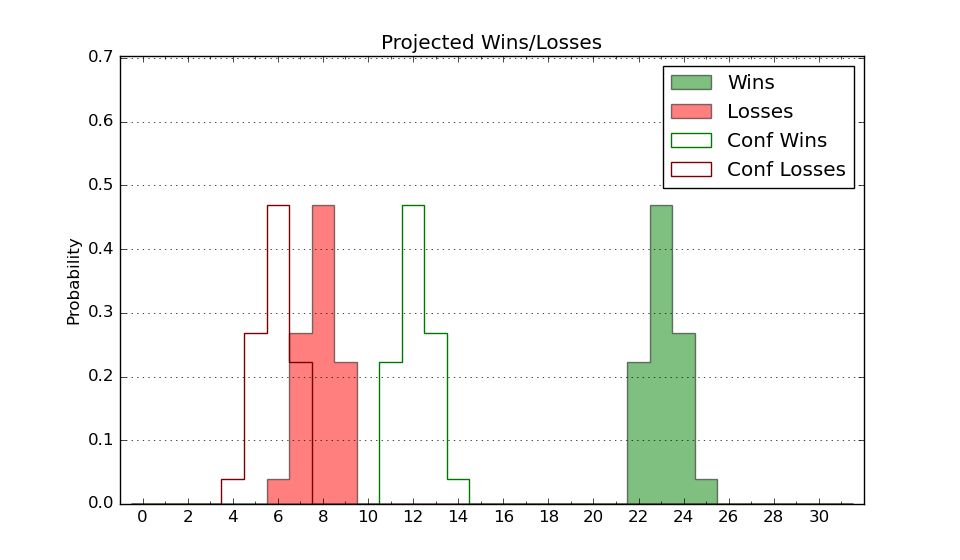 Projected Wins/Losses
0.7
0.6
0.5
0.4
0.3
0.2
0.1
0.0
Probability
Wins
Losses
Conf Wins
Conf Losses
0 2 4 6 8 10 12 14 16 18 20 22 24 26 28 30